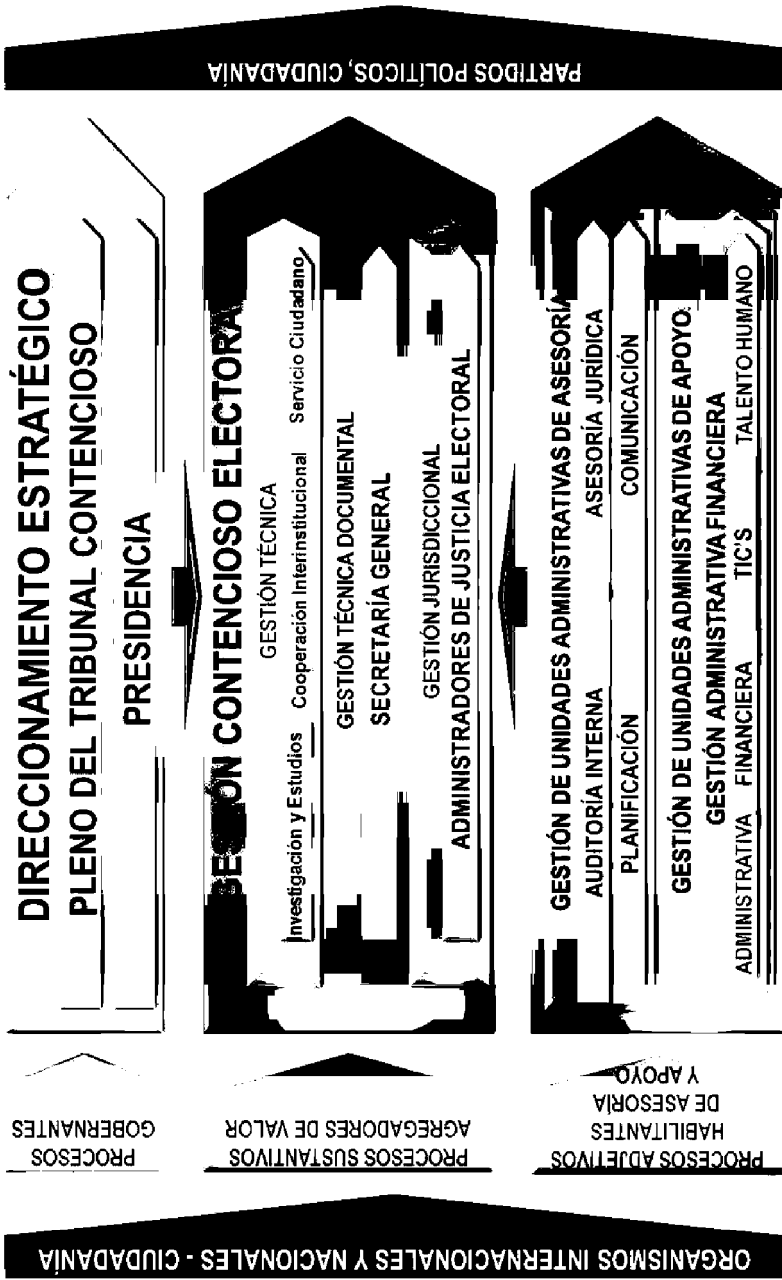 ORGANISMOS INTERNACIONALES Y NACIONALES - CIUDADANÍA
PROCESOS
GOBERNANTES
DIRECCIONAMIENTO ESTRATÉGICO
PLENO DEL TRIBUNAL CONTENCIOSO
PRESIDENCIA
PROCESOS SUSTANTIVOS
AGREGADORES DE VALOR
GESTIÓN CONTENCIOSO ELECTORA
GESTIÓN TÉCNICA
Investigación y Estudios Cooperación Interinstitucional Servicio Ciudadano
GESTIÓN TÉCNICA DOCUMENTAL
SECRETARÍA GENERAL
GESTIÓN JURISDICCIONAL
ADMINISTRADORES DE JUSTICIA ELECTORAL
PROCESOS ADJETIVOS
HABILITANTES
DE ASESORÍA
Y APOYO
GESTIÓN DE UNIDADES ADMINISTRATIVAS DE ASESORÍA
AUDITORÍA INTERNA ASESORÍA JURÍDICA
PLANIFICACIÓN COMUNICACIÓN
GESTIÓN DE UNIDADES ADMINISTRATIVAS DE APOYO
GESTIÓN ADMINISTRATIVA FINANCIERA
ADMINISTRATIVA FINANCIERA TIC'S TALENTO HUMANO
PARTIDOS POLÍTICOS, CIUDADANÍA